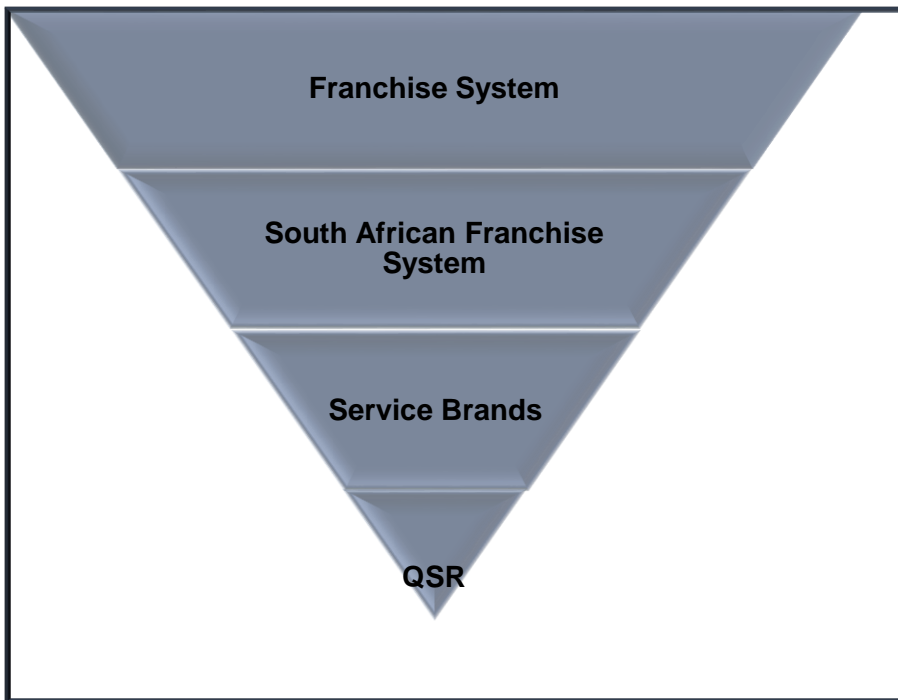 Franchise System
South African Franchise
System
Service Brands
QSR